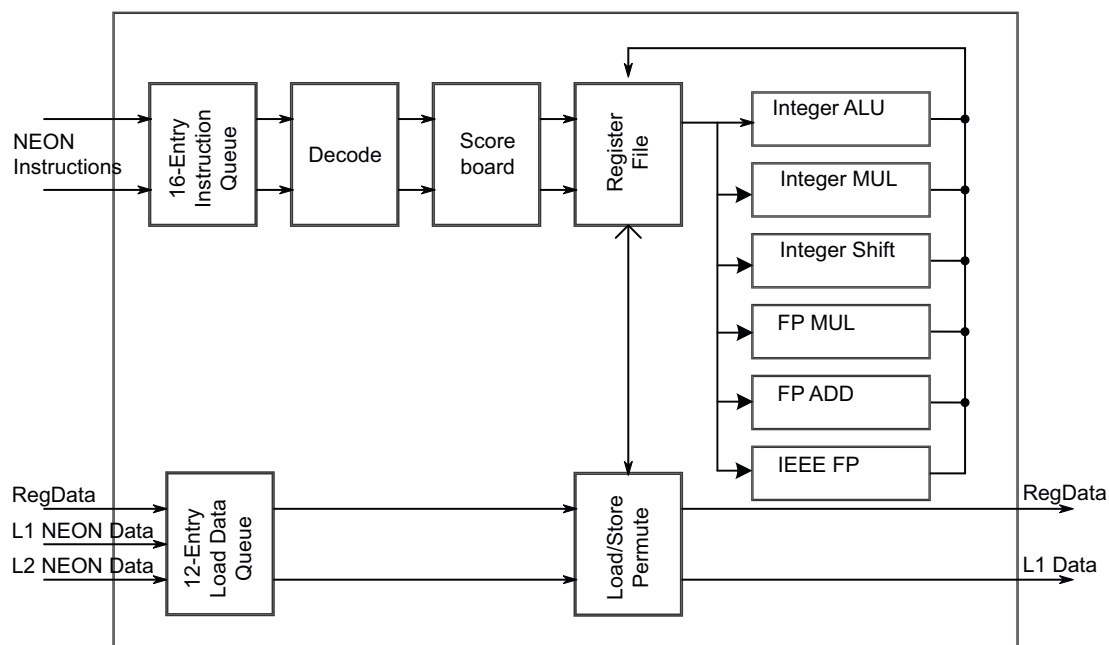 NEON
Instructions
16-Entry
Instruction
Queue
Decode
Score
board
Register
File
Integer ALU
Integer MUL
Integer Shift
FP MUL
FP ADD
IEEE FP
RegData
L1 NEON Data
L2 NEON Data
12-Entry
Load Data
Queue
Load/Store
Permute
RegData
L1 Data